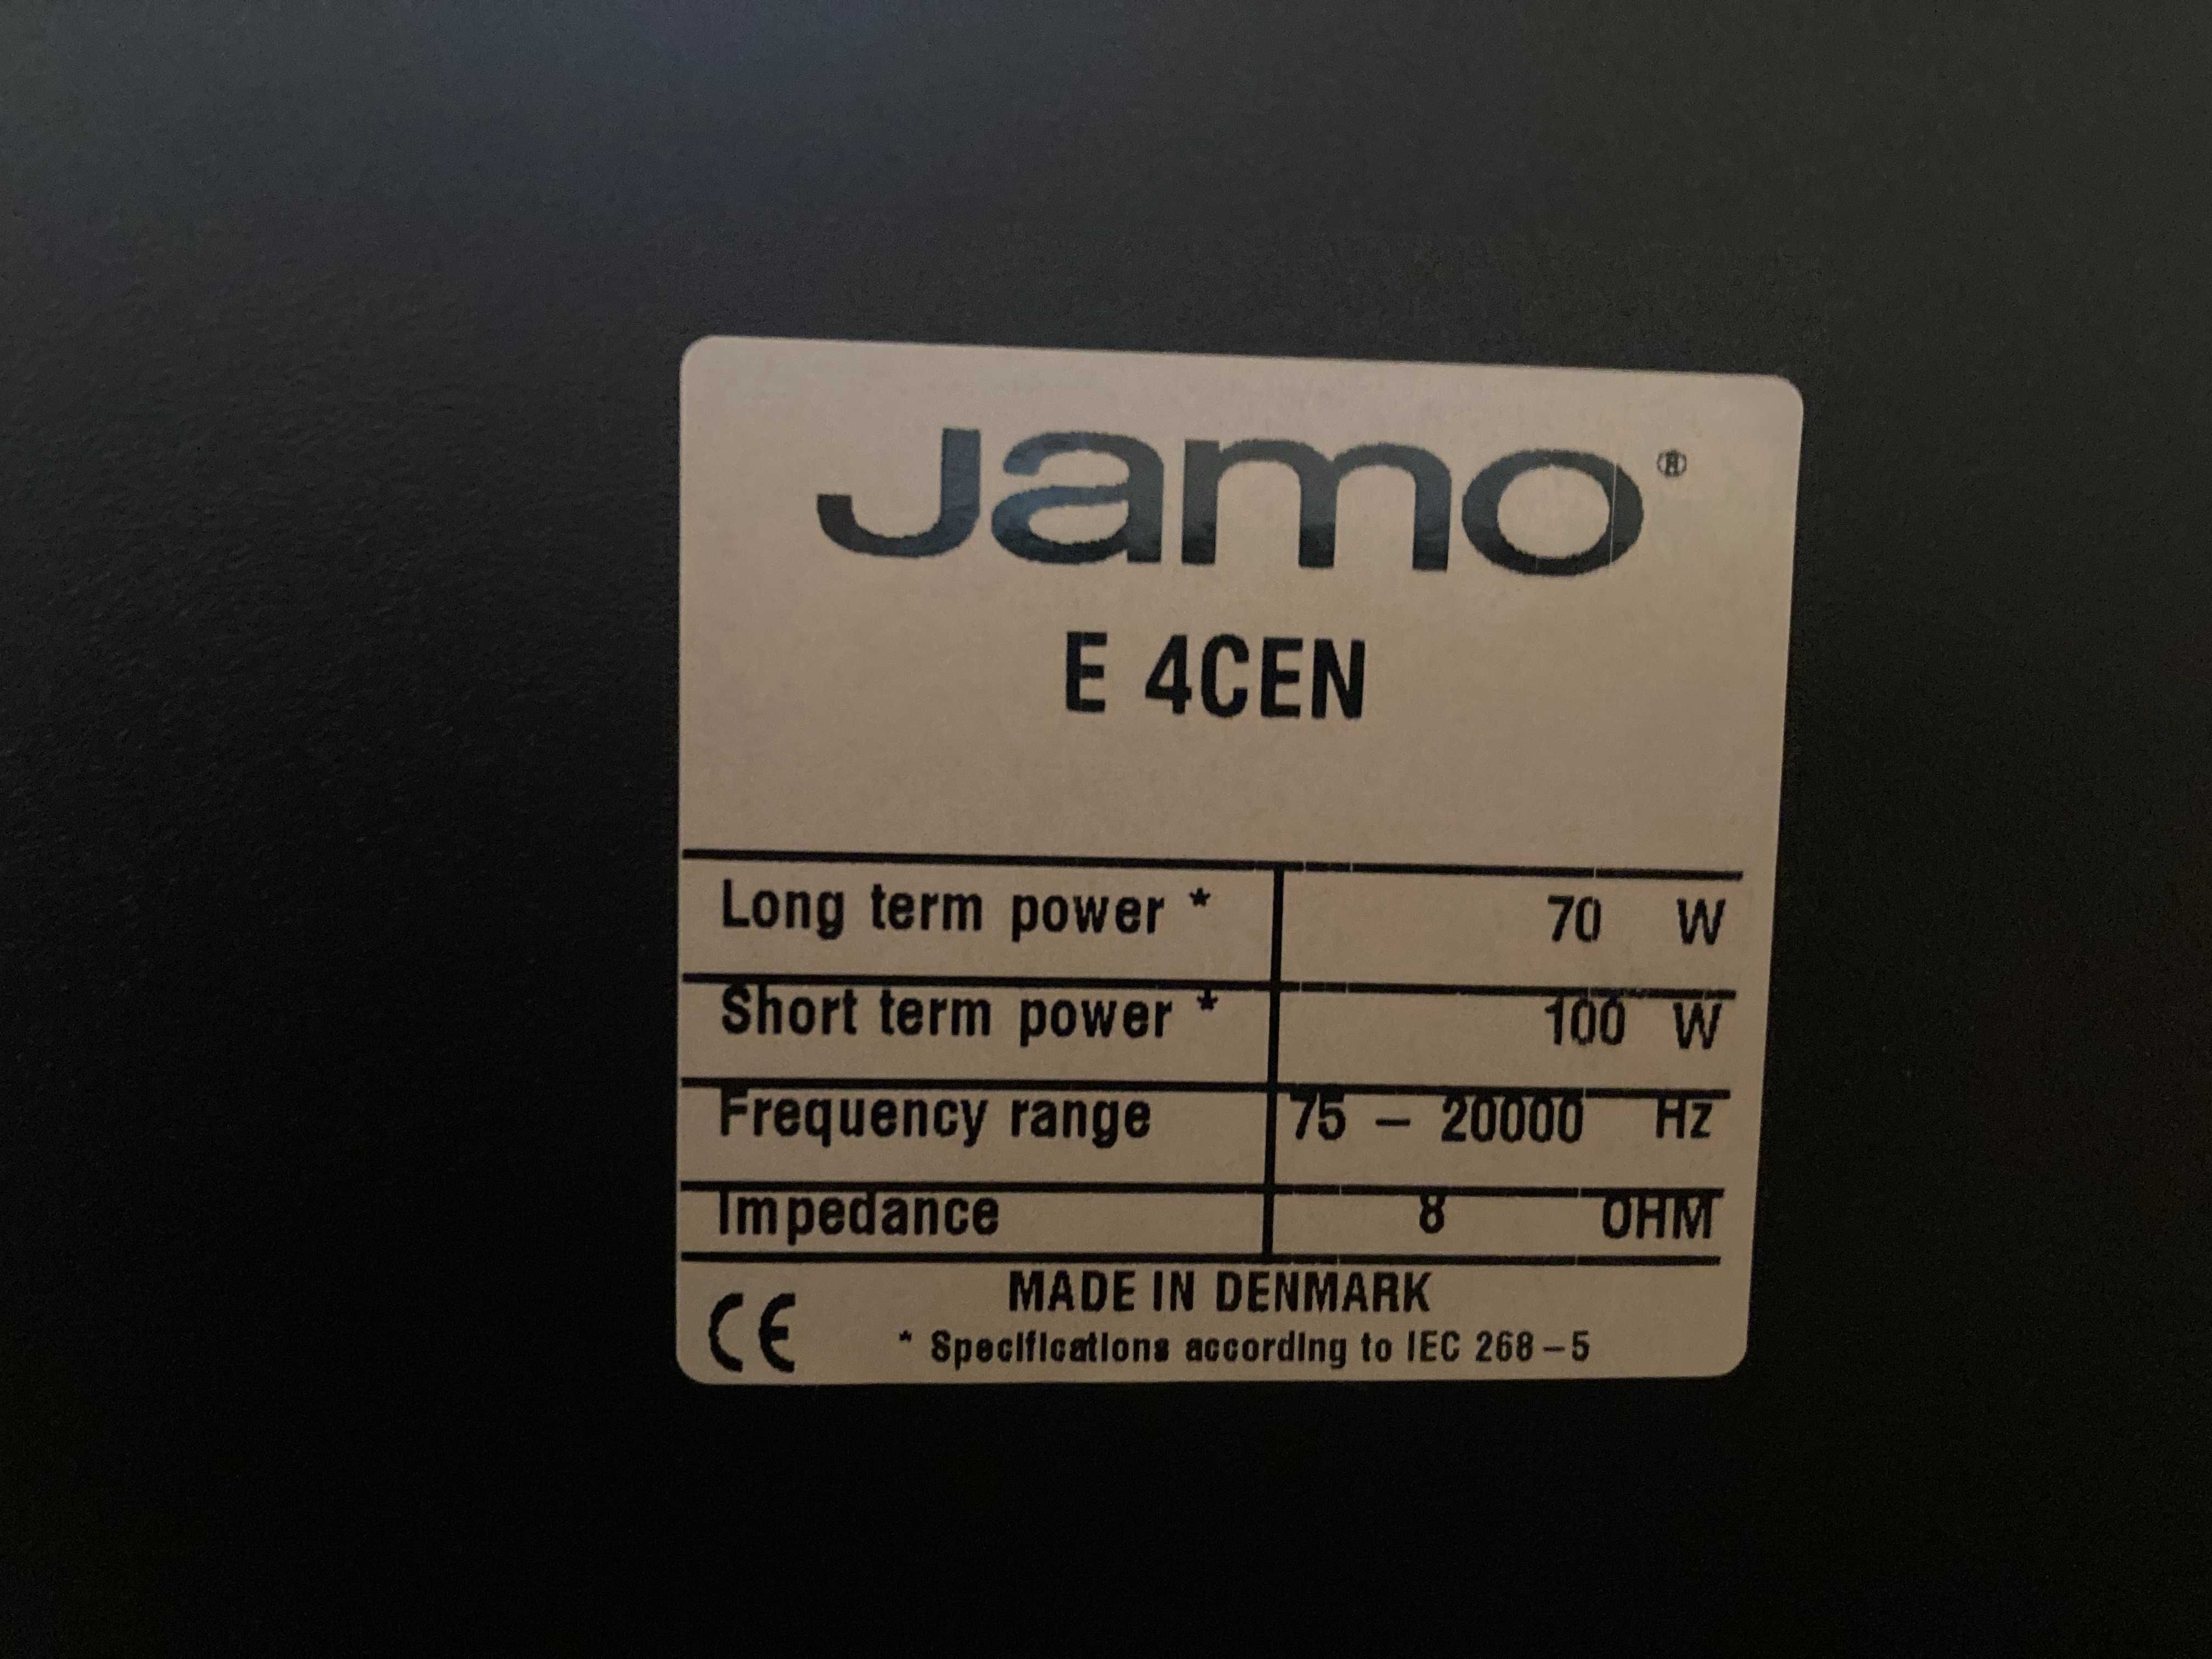 Jamo®
E 4CEN
Long term power * 70 W
Short term power * 100 W
Frequency range 75 – 20000 Hz
Impedance 8 OHM
MADE IN DENMARK
CE * Specifications according to IEC 268–5